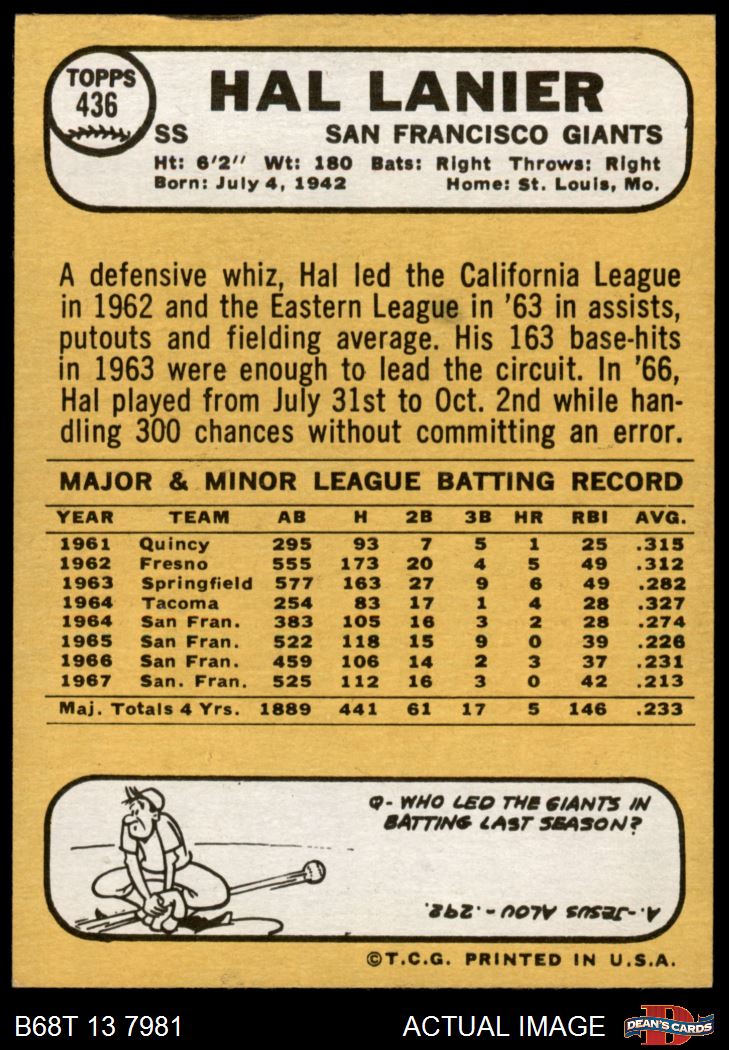 TOPPS
436
HAL LANIER
SS SAN FRANCISCO GIANTS
Ht: 6'2" Wt: 180 Bats: Right Throws: Right
Born: July 4, 1942 Home: St. Louis, Mo.
A defensive whiz, Hal led the California League
in 1962 and the Eastern League in '63 in assists,
putouts and fielding average. His 163 base-hits
in 1963 were enough to lead the circuit. In '66,
Hal played from July 31st to Oct. 2nd while han-
dling 300 chances without committing an error.
MAJOR & MINOR LEAGUE BATTING RECORD
YEAR TEAM AB H 2B 3B HR RBI AVG.
1961 Quincy 295 93 7 5 1 25 .315
1962 Fresno 555 173 20 4 5 49 .312
1963 Springfield 577 163 27 9 6 49 .282
1964 Tacoma 254 83 17 1 4 28 .327
1964 San Fran. 383 105 16 3 2 28 .274
1965 San Fran. 522 118 15 9 0 39 .226
1966 San Fran. 459 106 14 2 3 37 .231
1967 San. Fran. 525 112 16 3 0 42 .213
Maj. Totals 4 Yrs. 1889 441 61 17 5 146 .233
Q- WHO LED THE GIANTS IN
BATTING LAST SEASON?
A.-JESUS ALOU -.292.
©T.C.G. PRINTED IN U.S.A.
B68T 13 7981 ACTUAL IMAGE DEAN'S CARDS